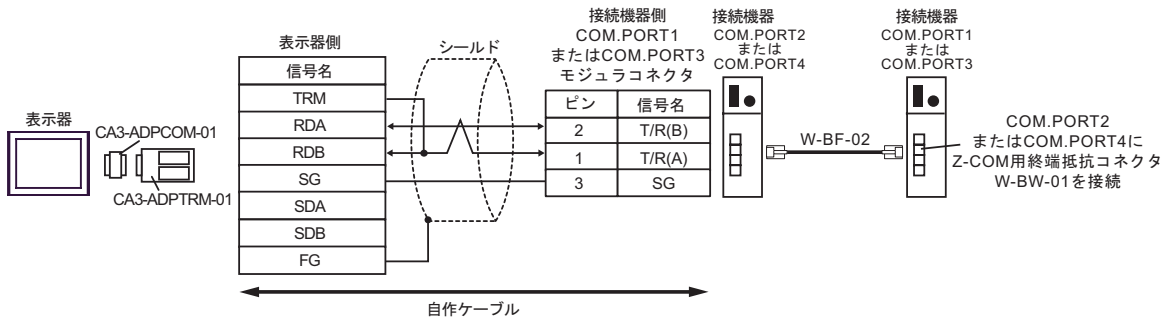 表示器
CA3-ADPCOM-01
CA3-ADPTRM-01
表示器側
信号名
TRM
RDA
RDB
SG
SDA
SDB
FG
シールド
接続機器側
COM.PORT1
またはCOM.PORT3
モジュラコネクタ
ピン 信号名
2 T/R(B)
1 T/R(A)
3 SG
自作ケーブル
接続機器
COM.PORT2
または
COM.PORT4
W-BF-02
接続機器
COM.PORT1
または
COM.PORT3
COM.PORT2
またはCOM.PORT4に
Z-COM用終端抵抗コネクタ
W-BW-01を接続